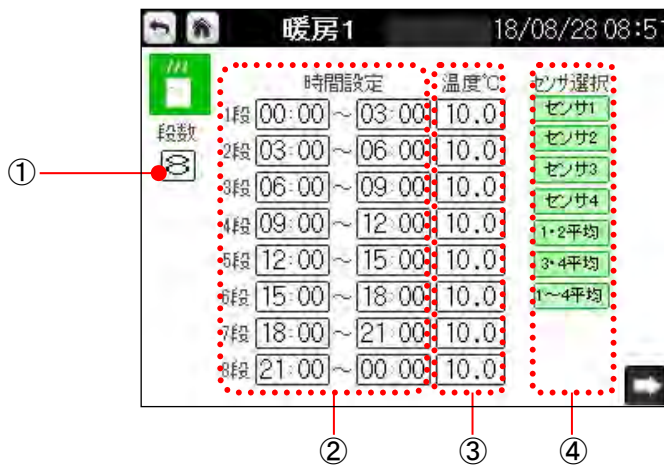 暖房1 18/08/28 08:5
時間設定 温度℃ センサ選択
段数
8
1段 00:00 ～ 03:00 10.0
2段 03:00 ～ 06:00 10.0
3段 06:00 ～ 09:00 10.0
4段 09:00 ～ 12:00 10.0
5段 12:00 ～ 15:00 10.0
6段 15:00 ～ 18:00 10.0
7段 18:00 ～ 21:00 10.0
8段 21:00 ～ 00:00 10.0
センサ1
センサ2
センサ3
センサ4
1・2平均
3・4平均
1～4平均
①
② ③ ④